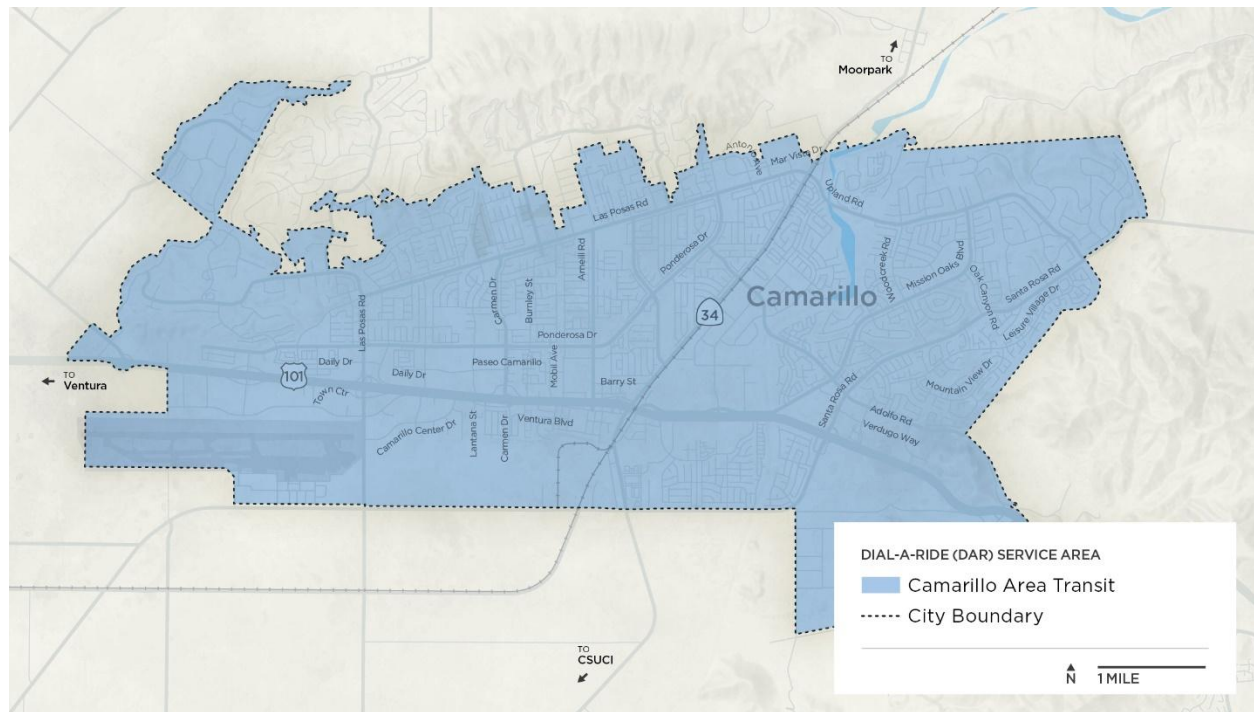 TO
Moorpark
Antonio Ave
Mar Vista Dr
Upland Rd
Las Posas Rd
Ponderosa Dr
Arneill Rd
Woodcreek Rd
Mission Oaks Blvd
Oak Canyon Rd
Santa Rosa Rd
Leisure Village Dr
Camarillo
Carmen Dr
Burnley St
Las Posas Rd
34
Ponderosa Dr
Daily Dr
Paseo Camarillo
Mobil Ave
Mountain View Dr
TO
Ventura
101
Daily Dr
Barry St
Town Ctr
Santa Rosa Rd
Adolfo Rd
Verdugo Way
Camarillo Center Dr
Lantana St
Carmen Dr
Ventura Blvd
DIAL-A-RIDE (DAR) SERVICE AREA
Camarillo Area Transit
City Boundary
TO
CSUCI
N
1 MILE